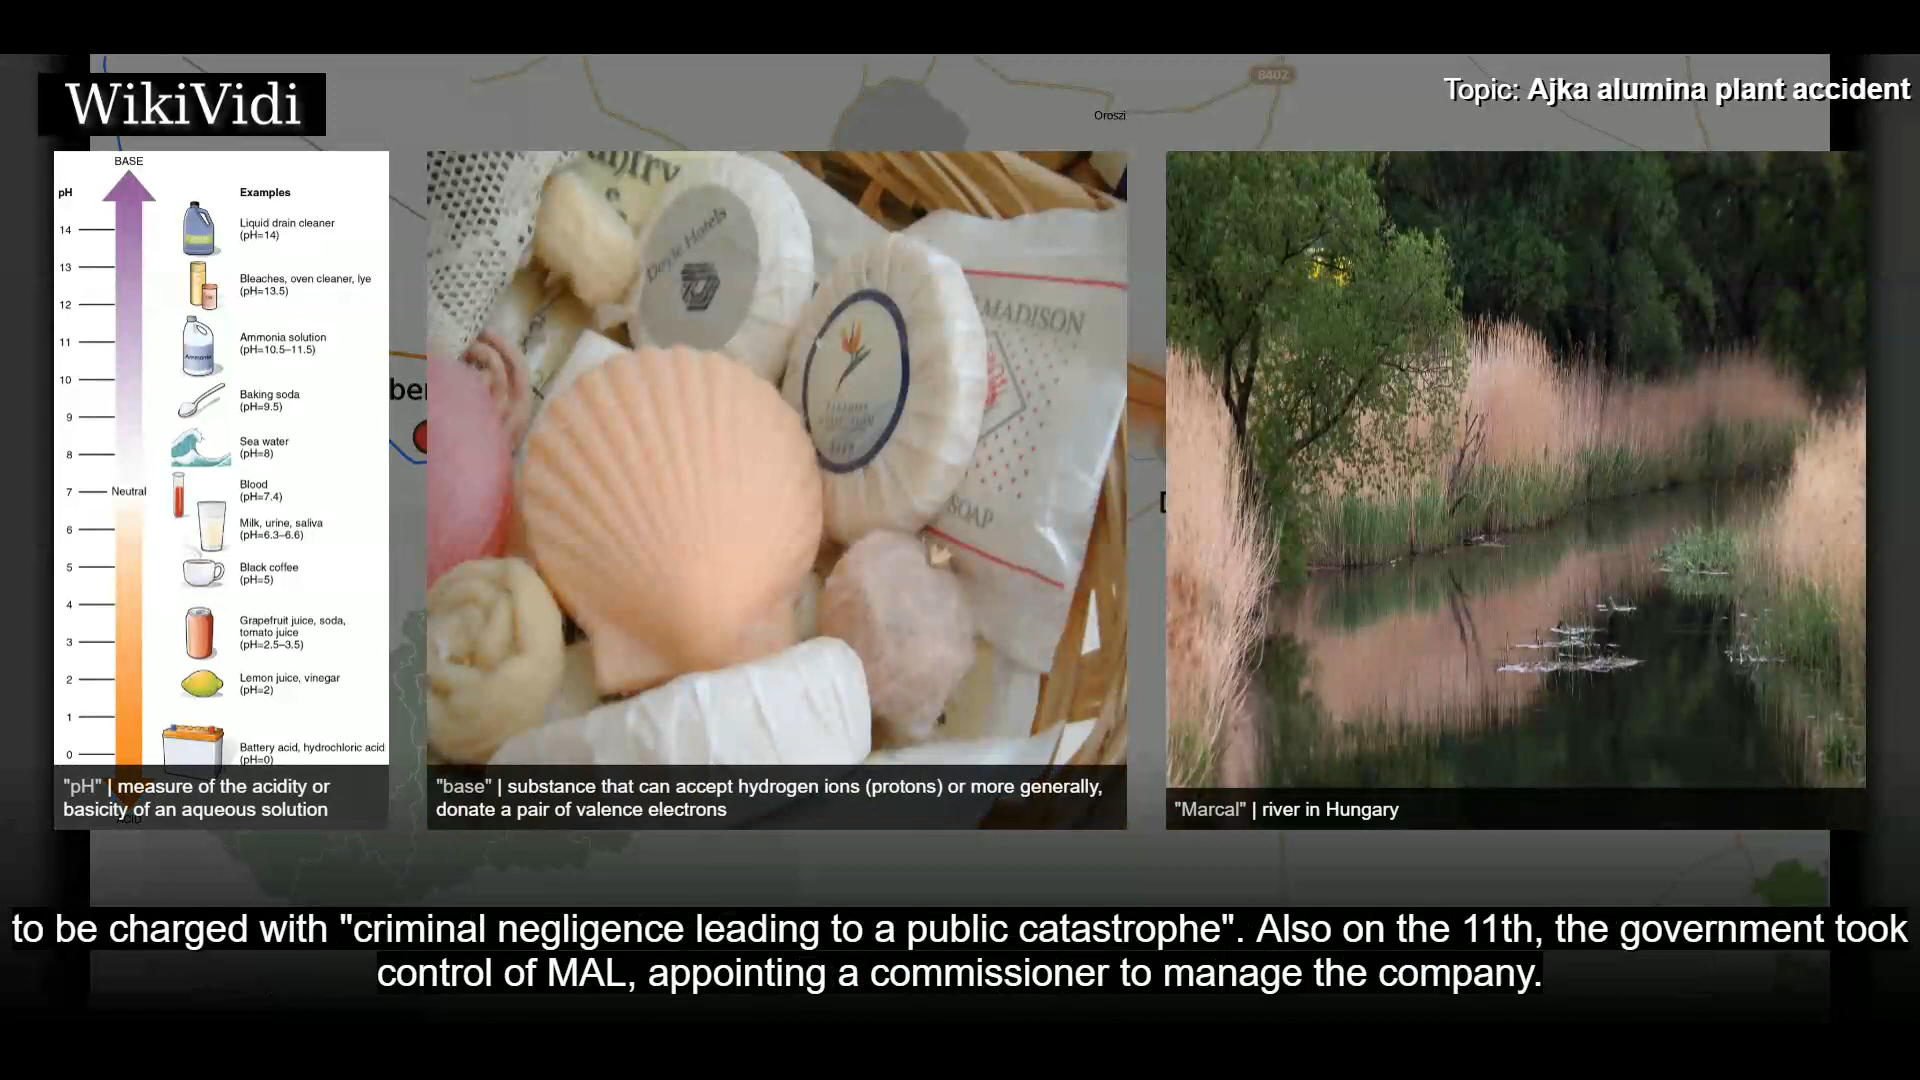 WikiVidi
Topic: Ajka alumina plant accident
8402
Oroszi
BASE
pH
Examples
14
Liquid drain cleaner
(pH=14)
13
Bleaches, oven cleaner, lye
(pH=13.5)
12
11
Ammonia solution
(pH=10.5–11.5)
Ammonia
10
Baking soda
(pH=9.5)
9
Sea water
(pH=8)
8
7
Neutral
Blood
(pH=7.4)
6
Milk, urine, saliva
(pH=6.3–6.6)
5
Black coffee
(pH=5)
4
3
Grapefruit juice, soda,
tomato juice
(pH=2.5–3.5)
2
Lemon juice, vinegar
(pH=2)
1
0
Battery acid, hydrochloric acid
(pH=0)
ACID
"pH" | measure of the acidity or
basicity of an aqueous solution
ber
Doyle Hotels
MADISON
SOAP
"base" | substance that can accept hydrogen ions (protons) or more generally,
donate a pair of valence electrons
"Marcal" | river in Hungary
to be charged with "criminal negligence leading to a public catastrophe". Also on the 11th, the government took
control of MAL, appointing a commissioner to manage the company.